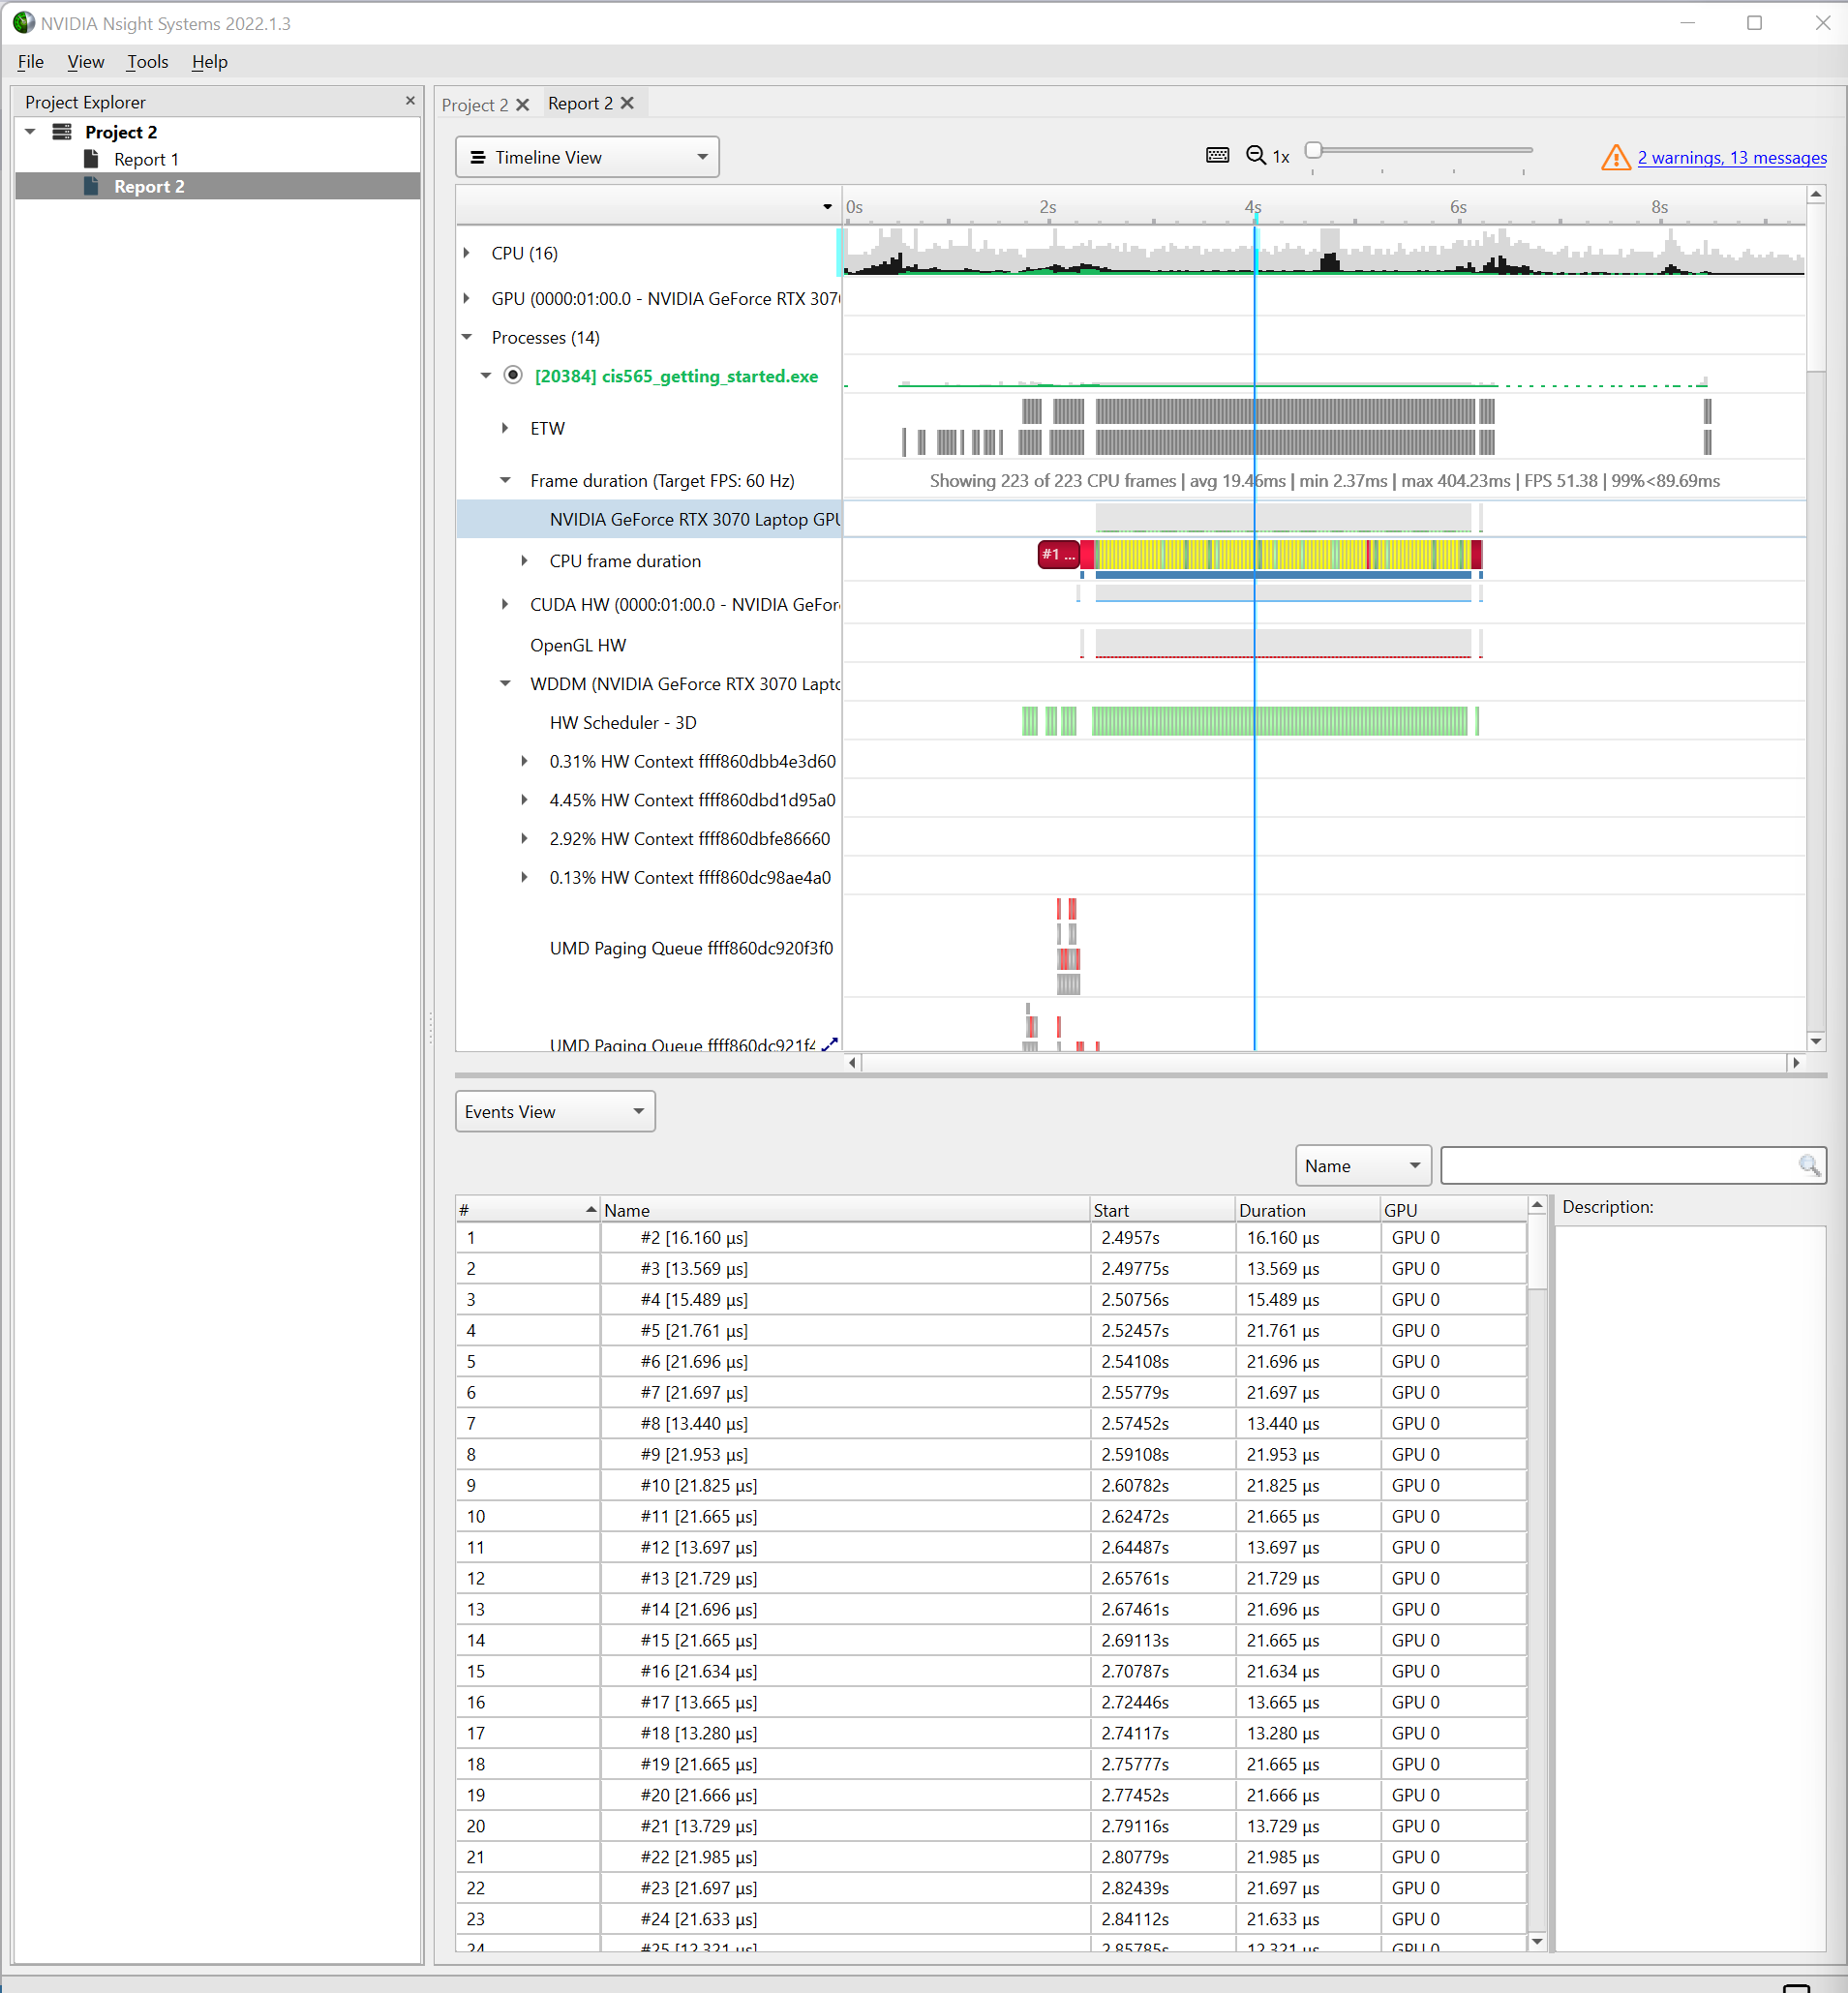 NVIDIA Nsight Systems 2022.1.3
File View Tools Help
Project Explorer
Project 2
Report 1
Report 2
Project 2 Report 2
Timeline View
1x
2 warnings, 13 messages
0s 2s 4s 6s 8s
CPU (16)
GPU (0000:01:00.0 - NVIDIA GeForce RTX 307
Processes (14)
[20384] cis565_getting_started.exe
ETW
Frame duration (Target FPS: 60 Hz)
Showing 223 of 223 CPU frames | avg 19.46ms | min 2.37ms | max 404.23ms | FPS 51.38 | 99%<89.69ms
NVIDIA GeForce RTX 3070 Laptop GPU
CPU frame duration
#1 ...
CUDA HW (0000:01:00.0 - NVIDIA GeFor
OpenGL HW
WDDM (NVIDIA GeForce RTX 3070 Lapto
HW Scheduler - 3D
0.31% HW Context ffff860dbb4e3d60
4.45% HW Context ffff860dbd1d95a0
2.92% HW Context ffff860dbfe86660
0.13% HW Context ffff860dc98ae4a0
UMD Paging Queue ffff860dc920f3f0
UMD Paging Queue ffff860dc921f4
Events View
Name
# Name Start Duration GPU
Description:
1 #2 [16.160 μs] 2.4957s 16.160 μs GPU 0
2 #3 [13.569 μs] 2.49775s 13.569 μs GPU 0
3 #4 [15.489 μs] 2.50756s 15.489 μs GPU 0
4 #5 [21.761 μs] 2.52457s 21.761 μs GPU 0
5 #6 [21.696 μs] 2.54108s 21.696 μs GPU 0
6 #7 [21.697 μs] 2.55779s 21.697 μs GPU 0
7 #8 [13.440 μs] 2.57452s 13.440 μs GPU 0
8 #9 [21.953 μs] 2.59108s 21.953 μs GPU 0
9 #10 [21.825 μs] 2.60782s 21.825 μs GPU 0
10 #11 [21.665 μs] 2.62472s 21.665 μs GPU 0
11 #12 [13.697 μs] 2.64487s 13.697 μs GPU 0
12 #13 [21.729 μs] 2.65761s 21.729 μs GPU 0
13 #14 [21.696 μs] 2.67461s 21.696 μs GPU 0
14 #15 [21.665 μs] 2.69113s 21.665 μs GPU 0
15 #16 [21.634 μs] 2.70787s 21.634 μs GPU 0
16 #17 [13.665 μs] 2.72446s 13.665 μs GPU 0
17 #18 [13.280 μs] 2.74117s 13.280 μs GPU 0
18 #19 [21.665 μs] 2.75777s 21.665 μs GPU 0
19 #20 [21.666 μs] 2.77452s 21.666 μs GPU 0
20 #21 [13.729 μs] 2.79116s 13.729 μs GPU 0
21 #22 [21.985 μs] 2.80779s 21.985 μs GPU 0
22 #23 [21.697 μs] 2.82439s 21.697 μs GPU 0
23 #24 [21.633 μs] 2.84112s 21.633 μs GPU 0
24 #25 [12.321 μs] 2.85785s 12.321 μs GPU 0